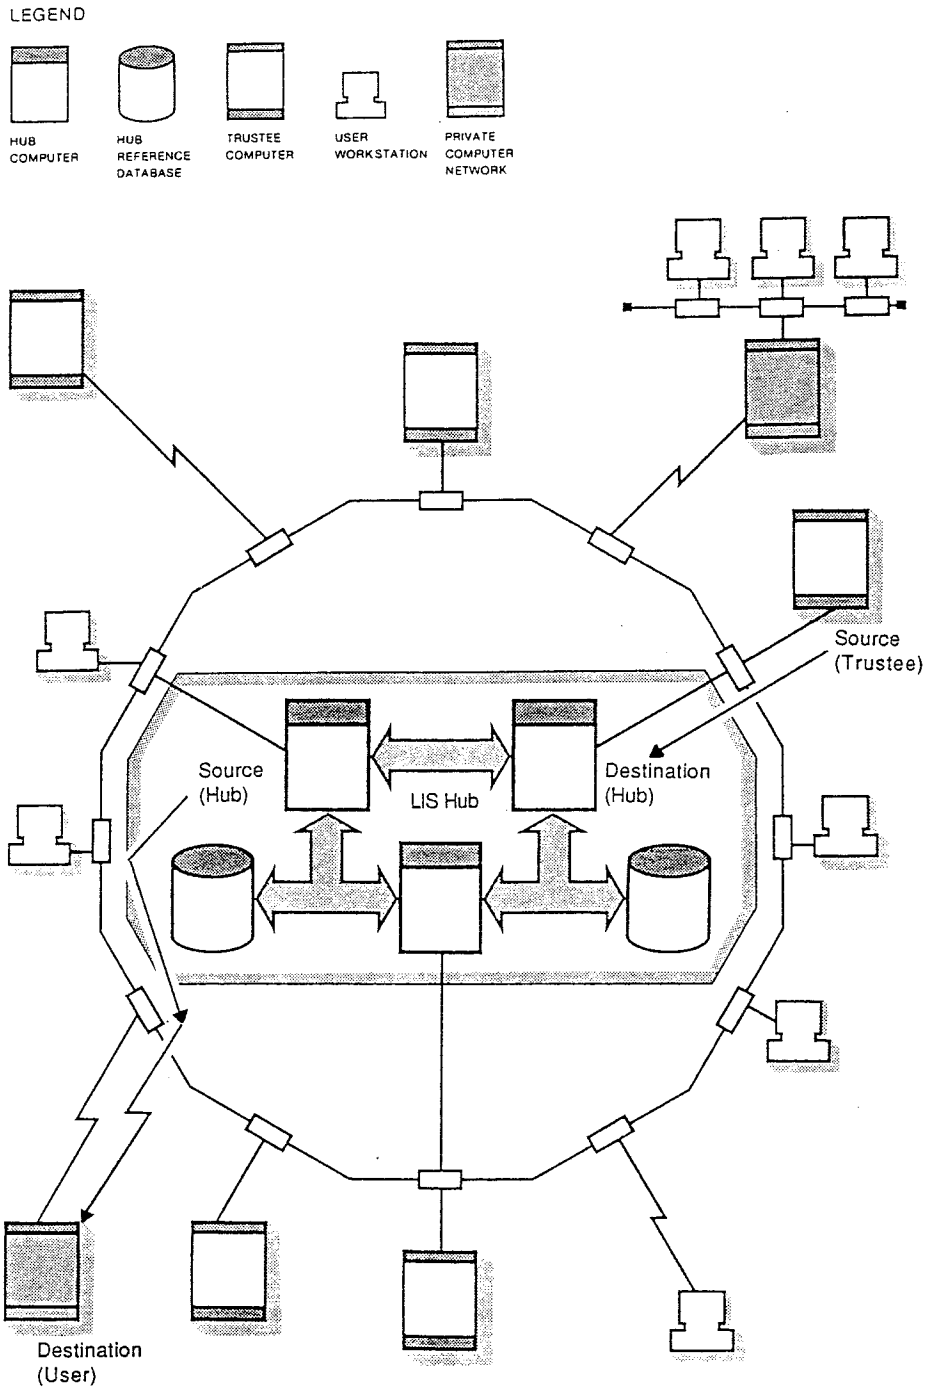 LEGEND
HUB
COMPUTER
HUB
REFERENCE
DATABASE
TRUSTEE
COMPUTER
USER
WORKSTATION
PRIVATE
COMPUTER
NETWORK
Source
(Trustee)
Source
(Hub)
LIS Hub
Destination
(Hub)
Destination
(User)